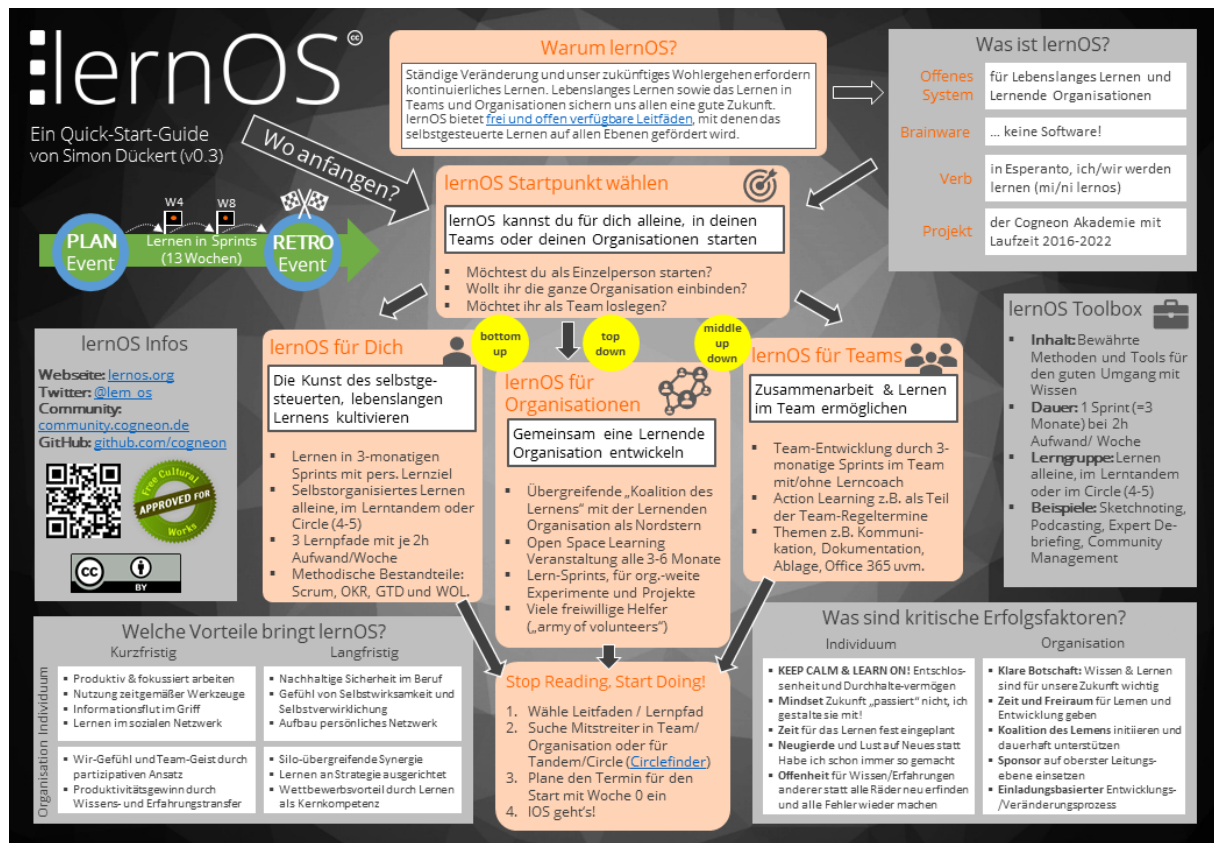 lernOS
cc
Ein Quick-Start-Guide
von Simon Dückert (v0.3)
Wo anfangen?
W4
W8
PLAN
Event
Lernen in Sprints
(13 Wochen)
RETRO
Event
Warum lernOS?
Ständige Veränderung und unser zukünftiges Wohlergehen erfordern
kontinuierliches Lernen. Lebenslanges Lernen sowie das Lernen in
Teams und Organisationen sichern uns allen eine gute Zukunft.
lernOS bietet frei und offen verfügbare Leitfäden, mit denen das
selbstgesteuerte Lernen auf allen Ebenen gefördert wird.
Was ist lernOS?
Offenes
System
für Lebenslanges Lernen und
Lernende Organisationen
Brainware
... keine Software!
Verb
in Esperanto, ich/wir werden
lernen (mi/ni lernos)
Projekt
der Cogneon Akademie mit
Laufzeit 2016-2022
lernOS Startpunkt wählen
lernOS kannst du für dich alleine, in deinen
Teams oder deinen Organisationen starten
▪ Möchtest du als Einzelperson starten?
▪ Wollt ihr die ganze Organisation einbinden?
▪ Möchtet ihr als Team loslegen?
bottom
up
top
down
middle
up
down
lernOS Infos
Webseite: lernos.org
Twitter: @lern_os
Community:
community.cogneon.de
GitHub: github.com/cogneon
Free Cultural
APPROVED FOR
Works
cc
BY
lernOS für Dich
Die Kunst des selbstge-
steuerten, lebenslangen
Lernens kultivieren
▪ Lernen in 3-monatigen
Sprints mit pers. Lernziel
▪ Selbstorganisiertes Lernen
alleine, im Lerntandem oder
Circle (4-5)
▪ 3 Lernpfade mit je 2h
Aufwand/Woche
▪ Methodische Bestandteile:
Scrum, OKR, GTD und WOL.
lernOS für
Organisationen
Gemeinsam eine Lernende
Organisation entwickeln
▪ Übergreifende „Koalition des
Lernens" mit der Lernenden
Organisation als Nordstern
▪ Open Space Learning
Veranstaltung alle 3-6 Monate
▪ Lern-Sprints, für org.-weite
Experimente und Projekte
▪ Viele freiwillige Helfer
(„army of volunteers")
lernOS für Teams
Zusammenarbeit & Lernen
im Team ermöglichen
▪ Team-Entwicklung durch 3-
monatige Sprints im Team
mit/ohne Lerncoach
▪ Action Learning z.B. als Teil
der Team-Regeltermine
▪ Themen z.B. Kommuni-
kation, Dokumentation,
Ablage, Office 365 uvm.
lernOS Toolbox
▪ Inhalt: Bewährte
Methoden und Tools für
den guten Umgang mit
Wissen
▪ Dauer: 1 Sprint (=3
Monate) bei 2h
Aufwand/ Woche
▪ Lerngruppe: Lernen
alleine, im Lerntandem
oder im Circle (4-5)
▪ Beispiele: Sketchnoting,
Podcasting, Expert De-
briefing, Community
Management
Welche Vorteile bringt lernOS?
Kurzfristig
Langfristig
Individuum
▪ Produktiv & fokussiert arbeiten
▪ Nutzung zeitgemäßer Werkzeuge
▪ Informationsflut im Griff
▪ Lernen im sozialen Netzwerk
▪ Nachhaltige Sicherheit im Beruf
▪ Gefühl von Selbstwirksamkeit und
Selbstverwirklichung
▪ Aufbau persönliches Netzwerk
Organisation
▪ Wir-Gefühl und Team-Geist durch
partizipativen Ansatz
▪ Produktivitätsgewinn durch
Wissens- und Erfahrungstransfer
▪ Silo-übergreifende Synergie
▪ Lernen an Strategie ausgerichtet
▪ Wettbewerbsvorteil durch Lernen
als Kernkompetenz
Stop Reading, Start Doing!
1. Wähle Leitfaden / Lernpfad
2. Suche Mitstreiter in Team/
Organisation oder für
Tandem/Circle (Circlefinder)
3. Plane den Termin für den
Start mit Woche 0 ein
4. lOS geht's!
Was sind kritische Erfolgsfaktoren?
Individuum
▪ KEEP CALM & LEARN ON! Entschlos-
senheit und Durchhalte-vermögen
▪ Mindset Zukunft „passiert" nicht, ich
gestalte sie mit!
▪ Zeit für das Lernen fest eingeplant
▪ Neugierde und Lust auf Neues statt
Habe ich schon immer so gemacht
▪ Offenheit für Wissen/Erfahrungen
anderer statt alle Räder neu erfinden
und alle Fehler wieder machen
Organisation
▪ Klare Botschaft: Wissen & Lernen
sind für unsere Zukunft wichtig
▪ Zeit und Freiraum für Lernen und
Entwicklung geben
▪ Koalition des Lernens initiieren und
dauerhaft unterstützen
▪ Sponsor auf oberster Leitungs-
ebene einsetzen
▪ Einladungsbasierter Entwicklungs-
/Veränderungsprozess